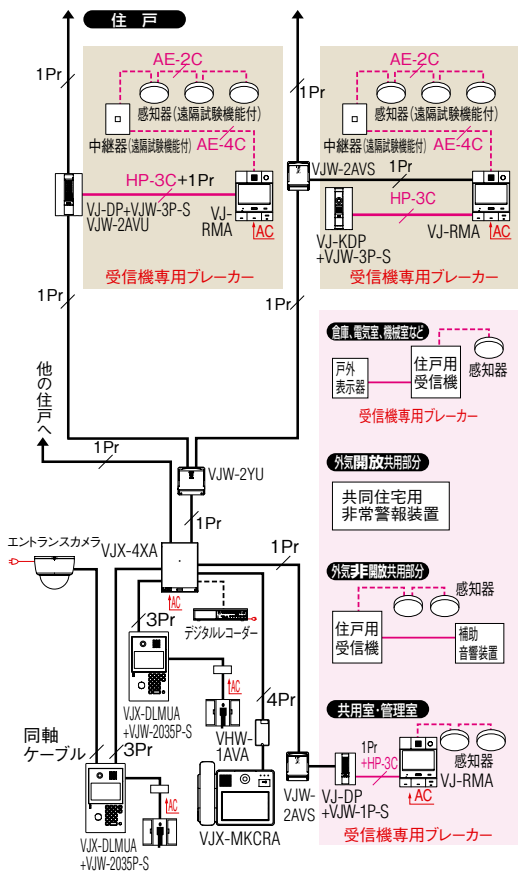 住 戸
1Pr
AE-2C
感知器(遠隔試験機能付)
中継器(遠隔試験機能付)
AE-4C
HP-3C+1Pr
VJ-DP+VJW-3P-S
VJW-2AVU
VJ-
RMA
AC
受信機専用ブレーカー
1Pr
AE-2C
感知器(遠隔試験機能付)
中継器(遠隔試験機能付)
AE-4C
VJW-2AVS
1Pr
HP-3C
VJ-KDP
+VJW-3P-S
VJ-RMA
AC
受信機専用ブレーカー
1Pr
1Pr
他の住戸へ
1Pr
VJW-2YU
1Pr
VJX-4XA
AC
1Pr
エントランスカメラ
3Pr
デジタルレコーダー
AC
4Pr
VJX-DLMUA
+VJW-2035P-S
VHW-
1AVA
同軸
ケーブル
3Pr
AC
VJX-DLMUA
+VJW-2035P-S
VJX-MKCRA
VJW-
2AVS
倉庫、電気室、機械室など
戸外
表示器
住戸用
受信機
感知器
受信機専用ブレーカー
外気開放共用部分
共同住宅用
非常警報装置
外気非開放共用部分
感知器
住戸用
受信機
補助
音響装置
共用室・管理室
1Pr
+HP-3C
感知器
VJ-RMA
VJ-DP
+VJW-1P-S
AC
受信機専用ブレーカー